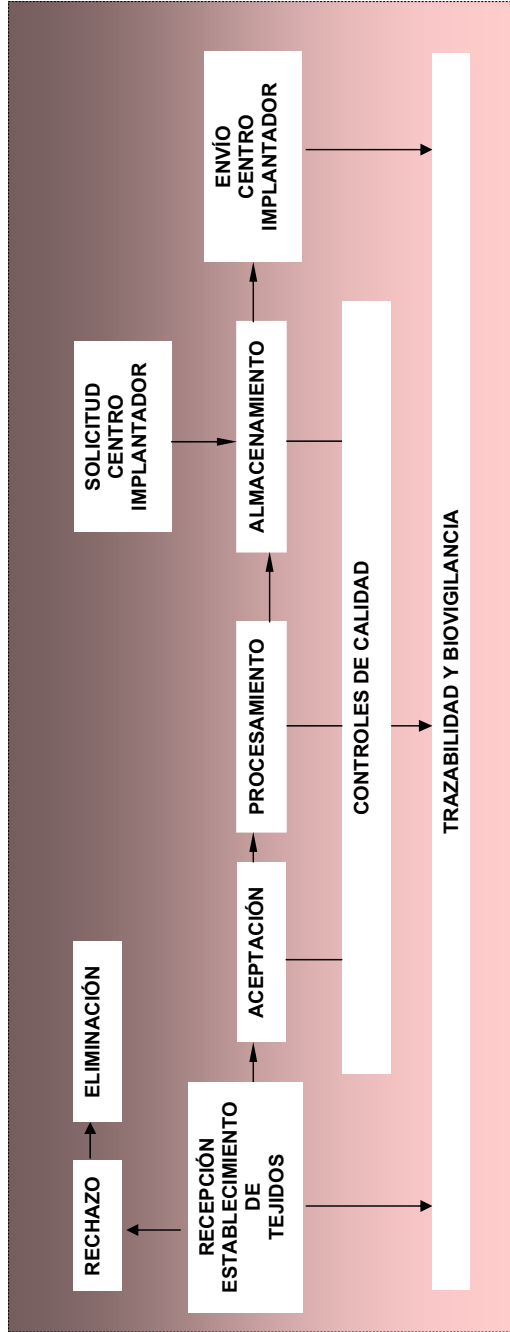 RECHAZO
ELIMINACIÓN
SOLICITUD
CENTRO
IMPLANTADOR
RECEPCIÓN
ESTABLECIMIENTO
DE
TEJIDOS
ACEPTACIÓN
PROCESAMIENTO
ALMACENAMIENTO
ENVÍO
CENTRO
IMPLANTADOR
CONTROLES DE CALIDAD
TRAZABILIDAD Y BIOVIGILANCIA